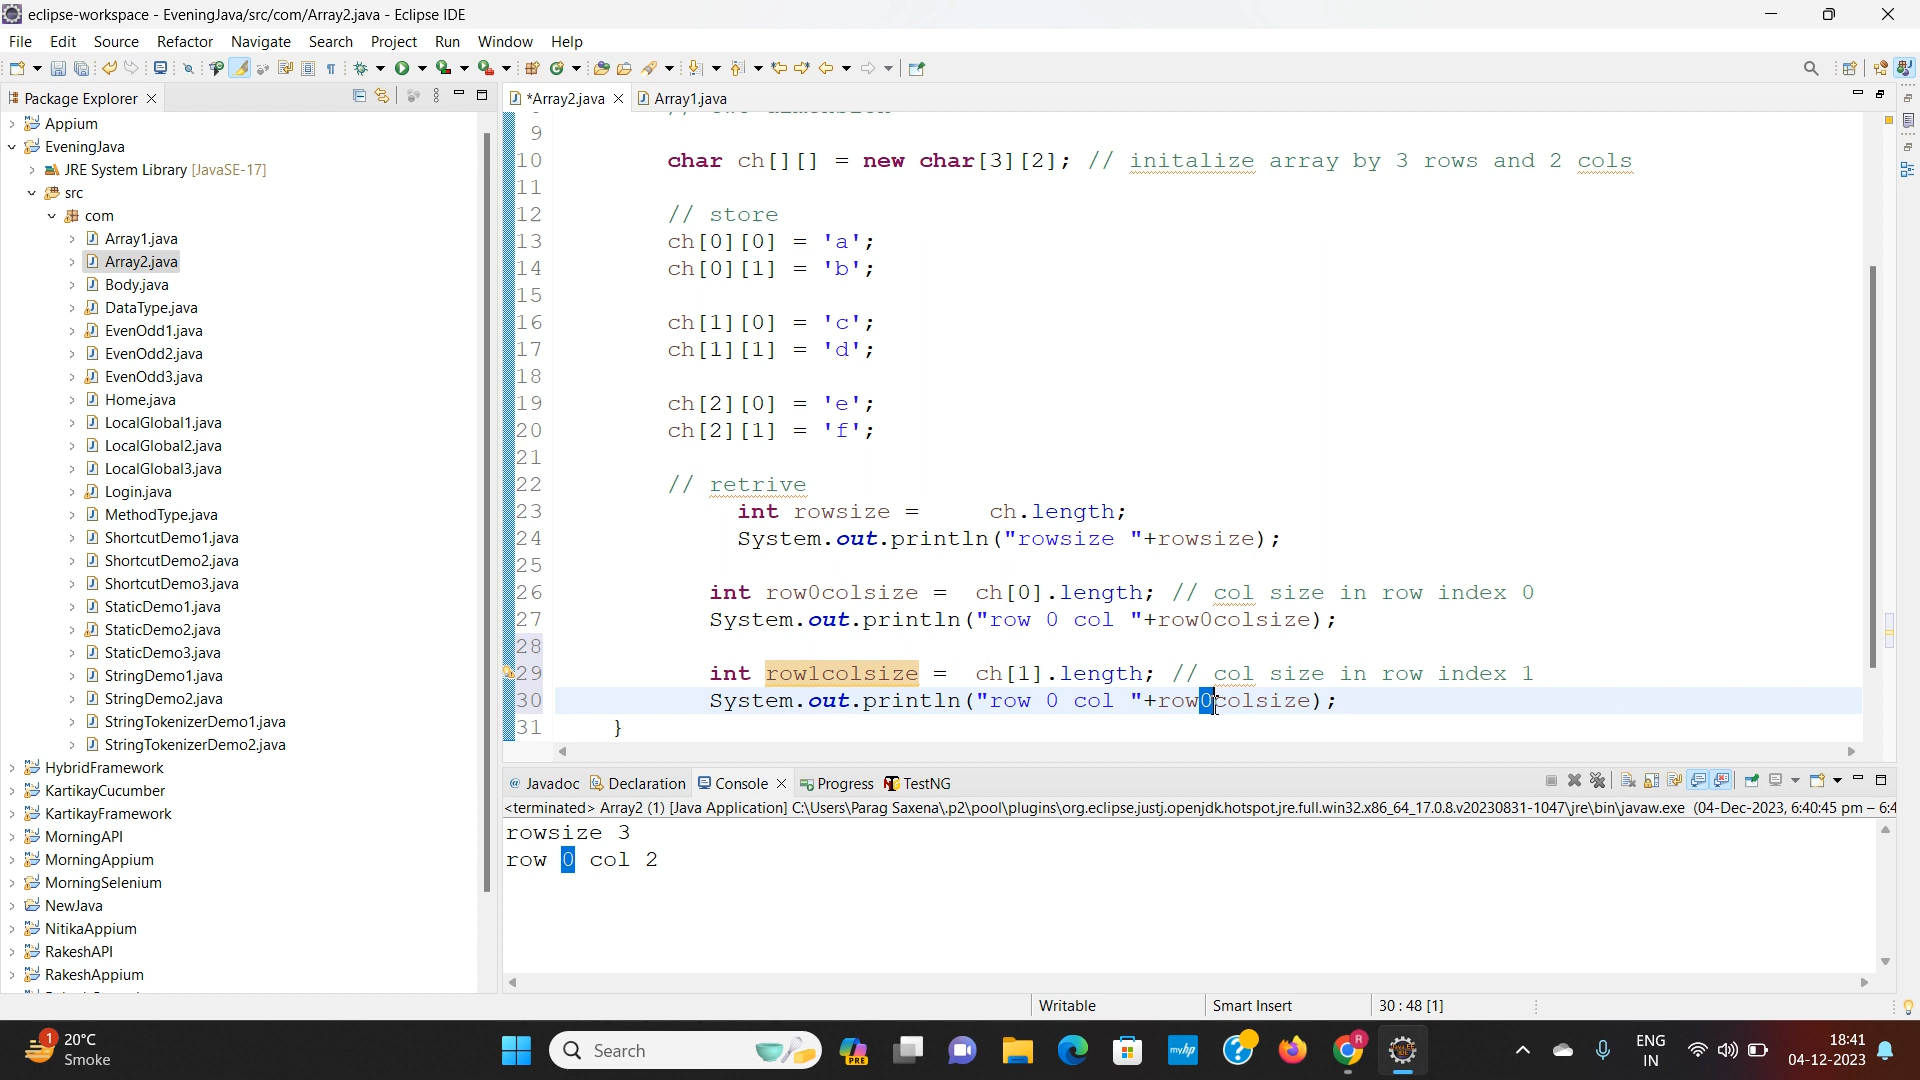 eclipse-workspace - EveningJava/src/com/Array2.java - Eclipse IDE
File Edit Source Refactor Navigate Search Project Run Window Help
Package Explorer
*Array2.java Array1.java
Appium
EveningJava
JRE System Library [JavaSE-17]
src
com
Array1.java
Array2.java
Body.java
DataType.java
EvenOdd1.java
EvenOdd2.java
EvenOdd3.java
Home.java
LocalGlobal1.java
LocalGlobal2.java
LocalGlobal3.java
Login.java
MethodType.java
ShortcutDemo1.java
ShortcutDemo2.java
ShortcutDemo3.java
StaticDemo1.java
StaticDemo2.java
StaticDemo3.java
StringDemo1.java
StringDemo2.java
StringTokenizerDemo1.java
StringTokenizerDemo2.java
HybridFramework
KartikayCucumber
KartikayFramework
MorningAPI
MorningAppium
MorningSelenium
NewJava
NitikaAppium
RakeshAPI
RakeshAppium
9
10 char ch[][] = new char[3][2]; // initalize array by 3 rows and 2 cols
11
12 // store
13 ch[0][0] = 'a';
14 ch[0][1] = 'b';
15
16 ch[1][0] = 'c';
17 ch[1][1] = 'd';
18
19 ch[2][0] = 'e';
20 ch[2][1] = 'f';
21
22 // retrive
23 int rowsize = ch.length;
24 System.out.println("rowsize "+rowsize);
25
26 int row0colsize = ch[0].length; // col size in row index 0
27 System.out.println("row 0 col "+row0colsize);
28
29 int row1colsize = ch[1].length; // col size in row index 1
30 System.out.println("row 0 col "+row0colsize);
31 }
Javadoc Declaration Console Progress TestNG
<terminated> Array2 (1) [Java Application] C:\Users\Parag Saxena\.p2\pool\plugins\org.eclipse.justj.openjdk.hotspot.jre.full.win32.x86_64_17.0.8.v20230831-1047\jre\bin\javaw.exe (04-Dec-2023, 6:40:45 pm – 6:4
rowsize 3
row 0 col 2
Writable Smart Insert 30 : 48 [1]
1 20°C
Smoke
Search
PRE
myhp
R
ENG
IN
18:41
04-12-2023